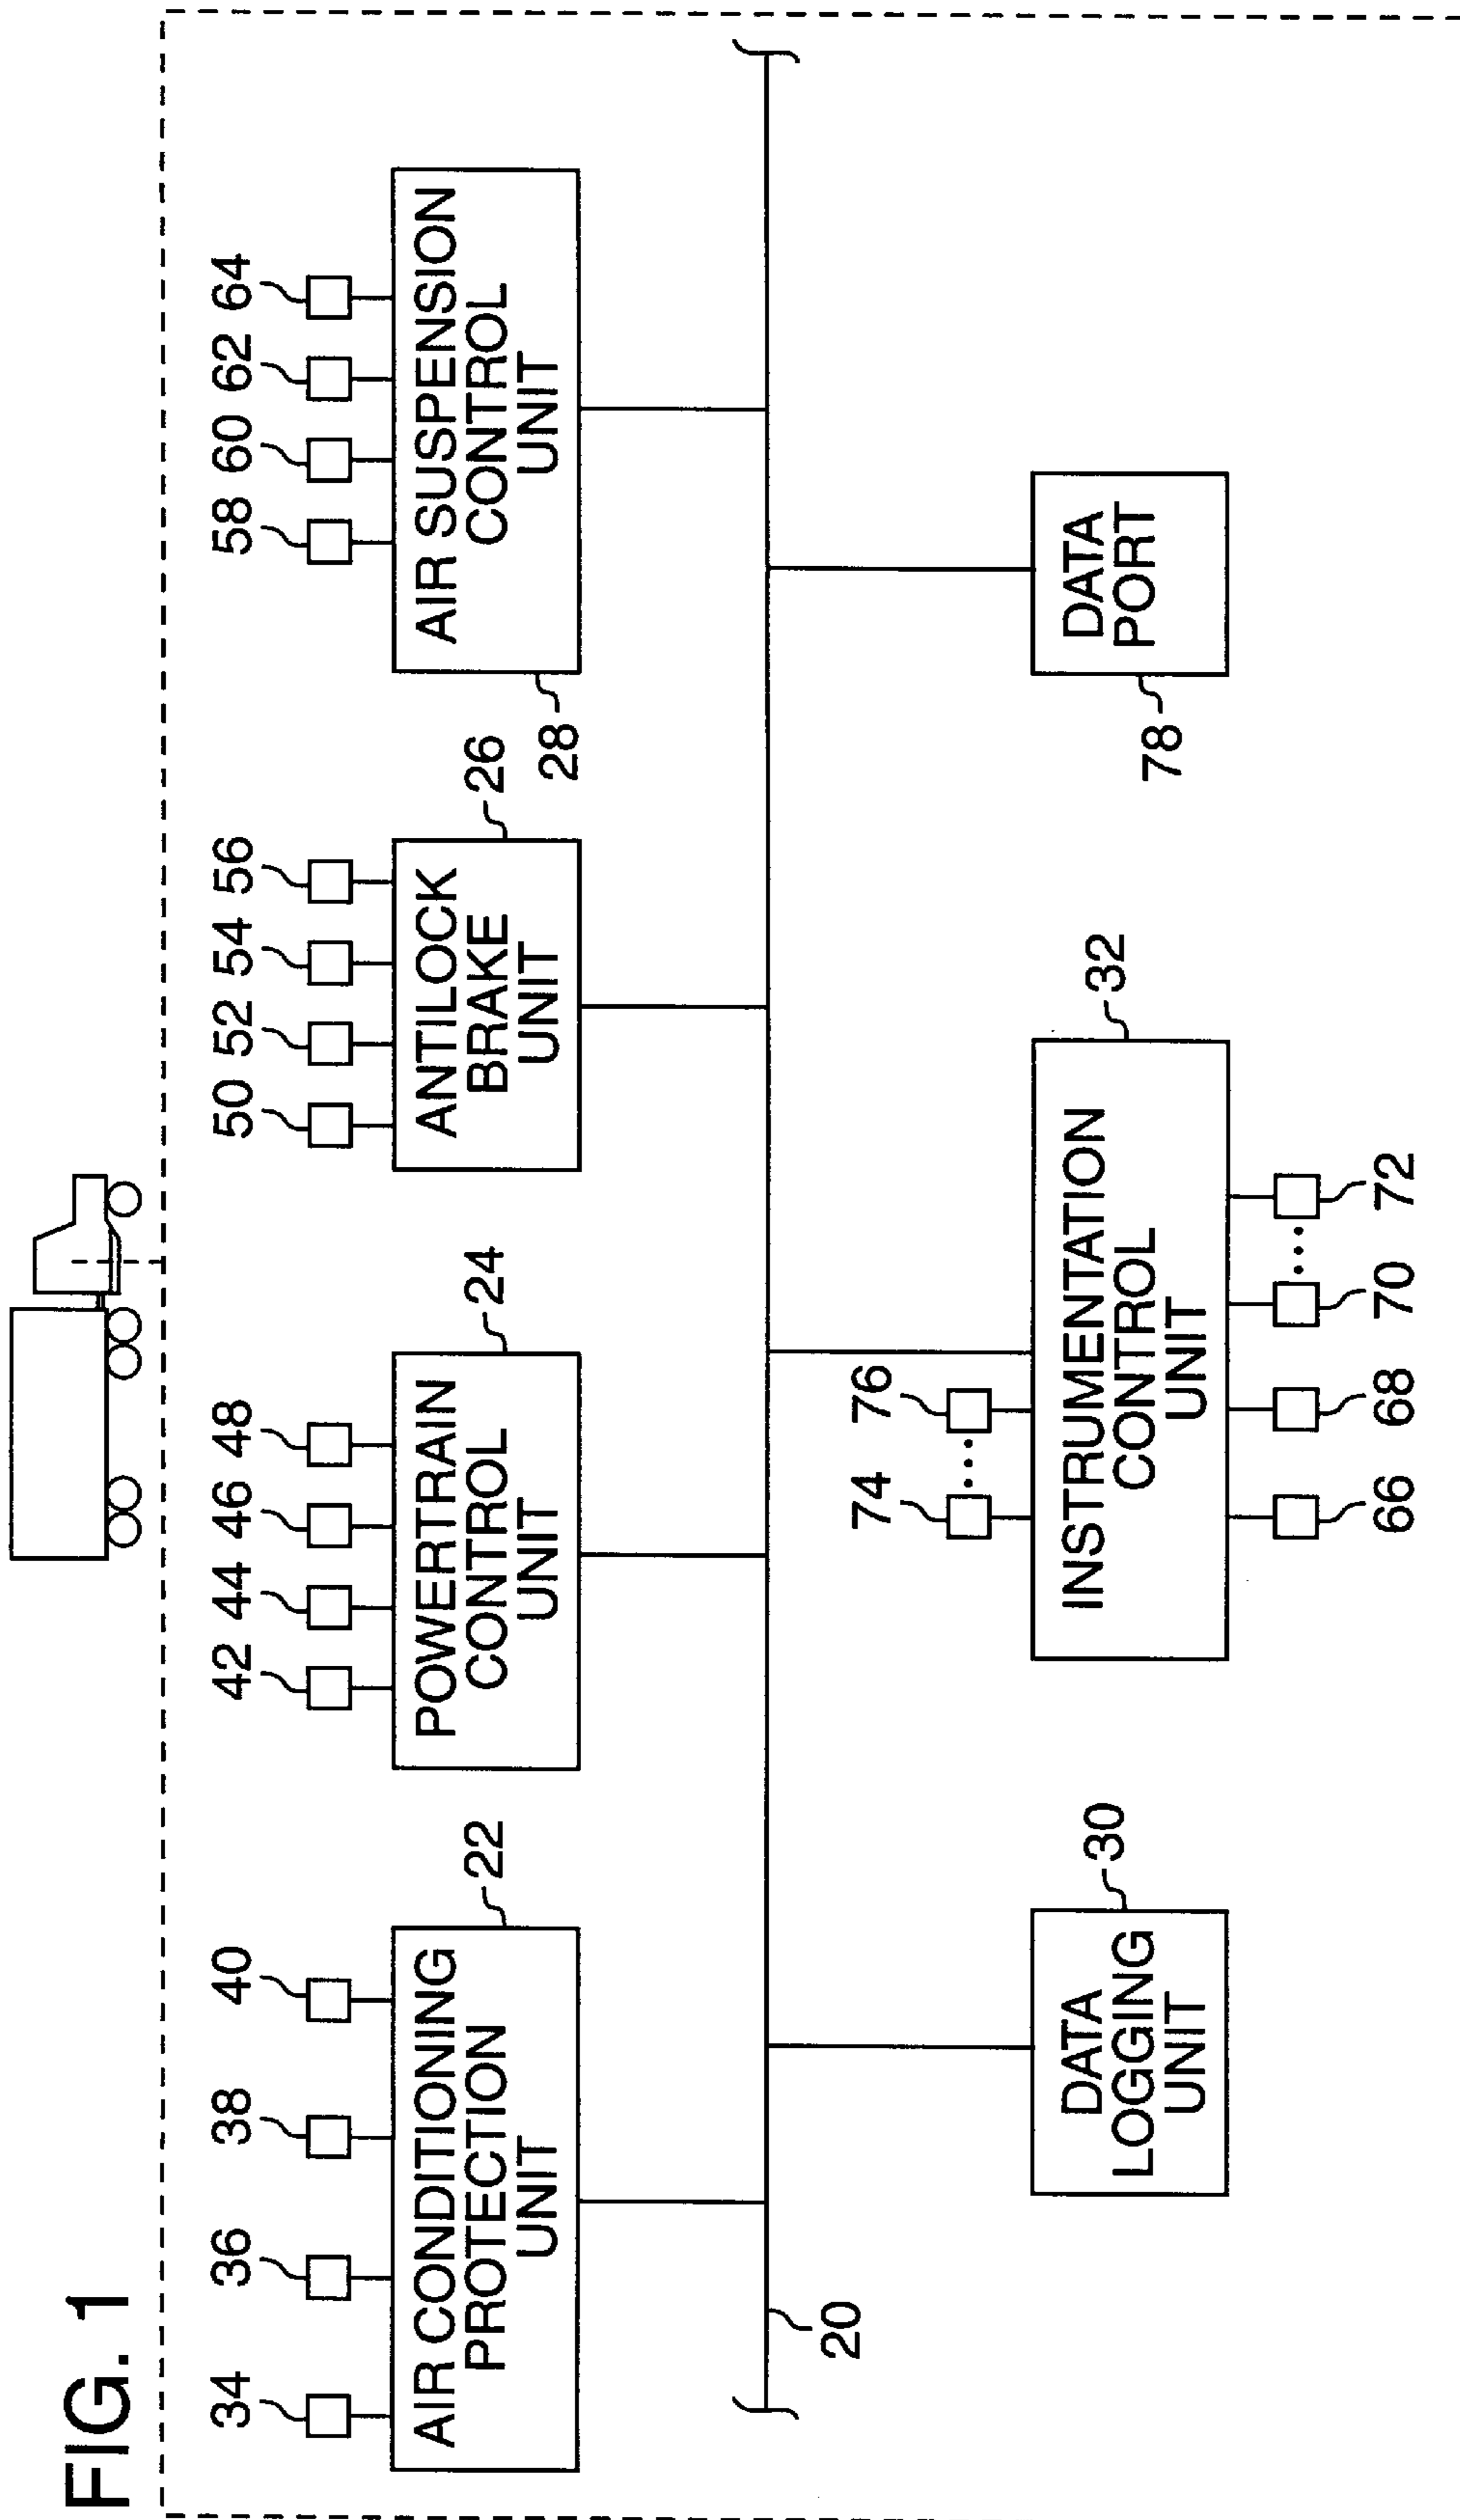 FIG. 1
34 36 38 40
42 44 46 48
50 52 54 56
58 60 62 64
AIR CONDITIONING
PROTECTION
UNIT
22
POWERTRAIN
CONTROL
UNIT
24
ANTILOCK
BRAKE
UNIT
26
AIR SUSPENSION
CONTROL
UNIT
28
20
74 76
DATA
LOGGING
UNIT
30
INSTRUMENTATION
CONTROL
UNIT
32
DATA
PORT
78
66 68 70 72